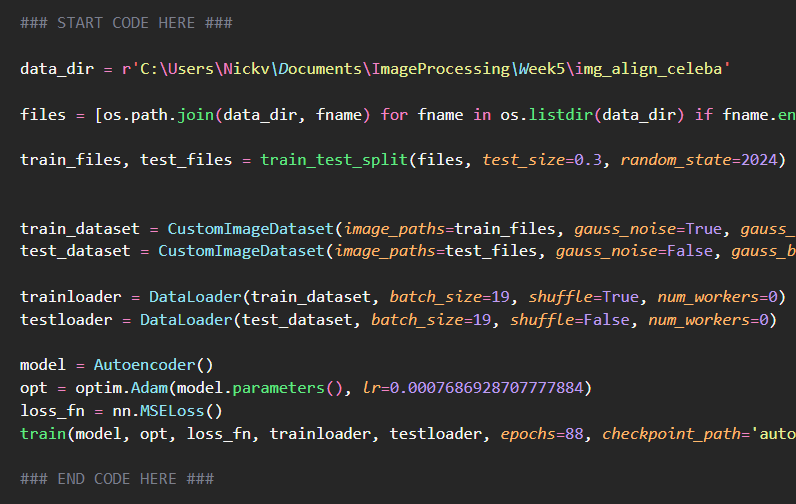 ### START CODE HERE ###
data_dir = r'C:\Users\Nickv\Documents\ImageProcessing\Week5\img_align_celeba'
files = [os.path.join(data_dir, fname) for fname in os.listdir(data_dir) if fname.en
train_files, test_files = train_test_split(files, test_size=0.3, random_state=2024)
train_dataset = CustomImageDataset(image_paths=train_files, gauss_noise=True, gauss_
test_dataset = CustomImageDataset(image_paths=test_files, gauss_noise=False, gauss_b
trainloader = DataLoader(train_dataset, batch_size=19, shuffle=True, num_workers=0)
testloader = DataLoader(test_dataset, batch_size=19, shuffle=False, num_workers=0)
model = Autoencoder()
opt = optim.Adam(model.parameters(), lr=0.0007686928707777884)
loss_fn = nn.MSELoss()
train(model, opt, loss_fn, trainloader, testloader, epochs=88, checkpoint_path='auto
### END CODE HERE ###